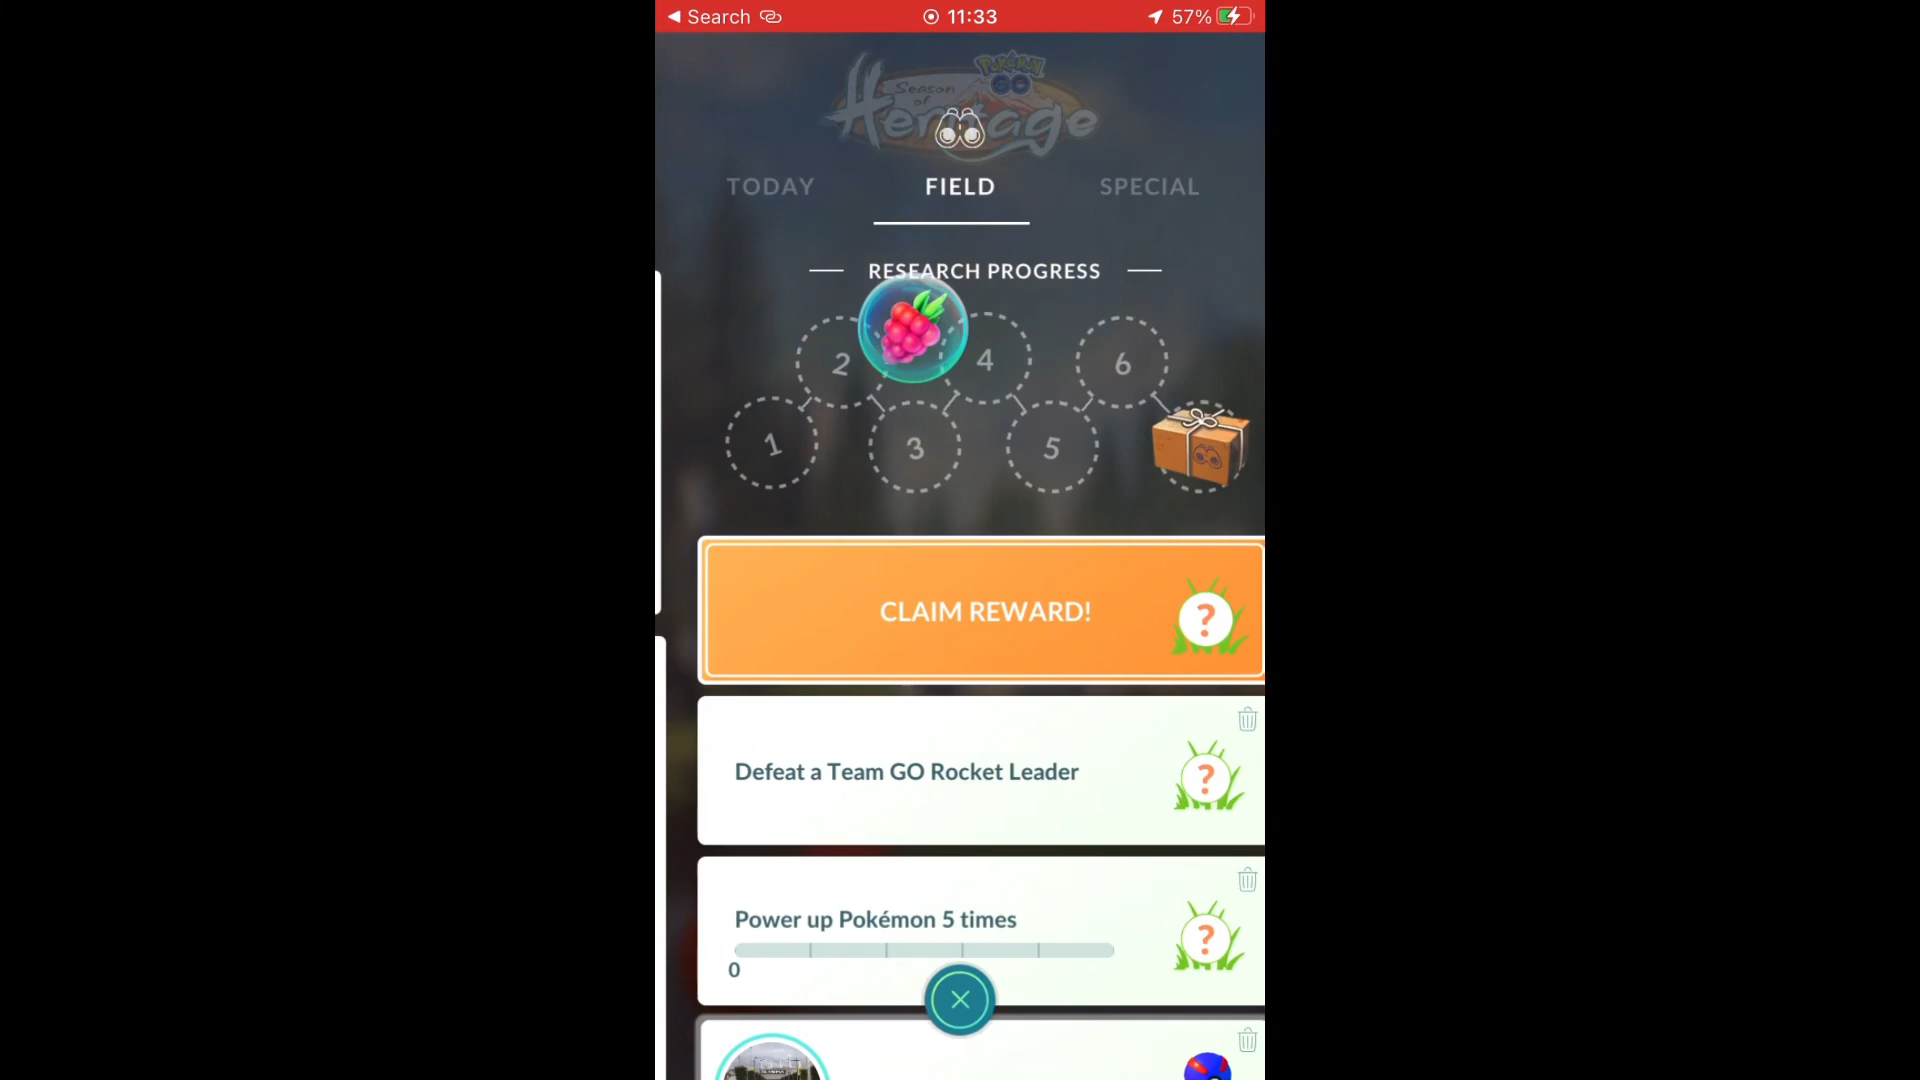 Search
11:33
57%
POKÉMON
GO
Season
of
Heritage
TODAY
FIELD
SPECIAL
RESEARCH PROGRESS
2
4
6
1
3
5
CLAIM REWARD!
?
Defeat a Team GO Rocket Leader
?
Power up Pokémon 5 times
?
0